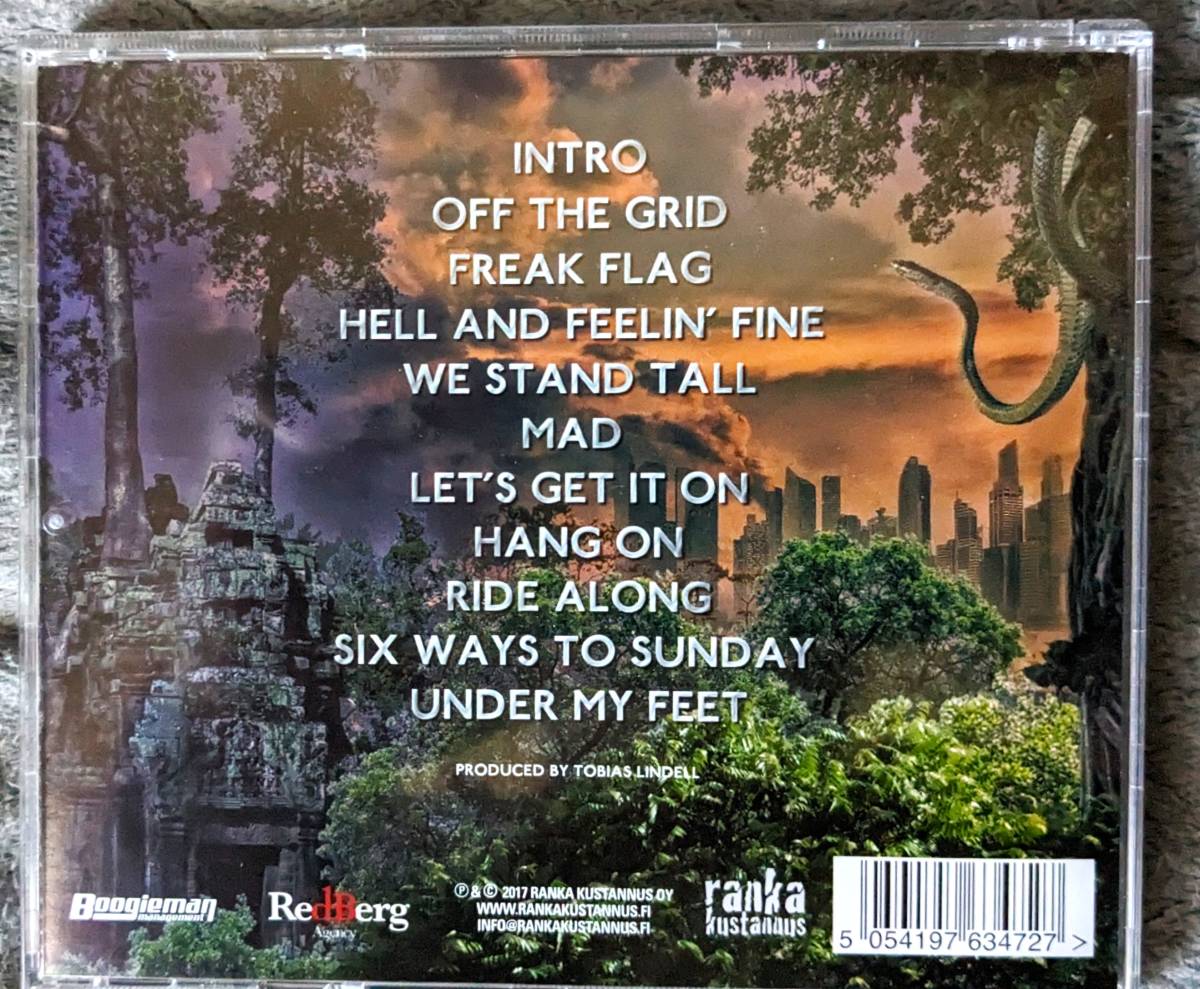 INTRO
OFF THE GRID
FREAK FLAG
HELL AND FEELIN' FINE
WE STAND TALL
MAD
LET'S GET IT ON
HANG ON
RIDE ALONG
SIX WAYS TO SUNDAY
UNDER MY FEET
PRODUCED BY TOBIAS LINDELL
Boogieman
management
RedBerg
Agency
℗ & © 2017 RANKA KUSTANNUS OY
WWW.RANKAKUSTANNUS.FI
INFO@RANKAKUSTANNUS.FI
ranka
kustannus
5 054197 634727 >